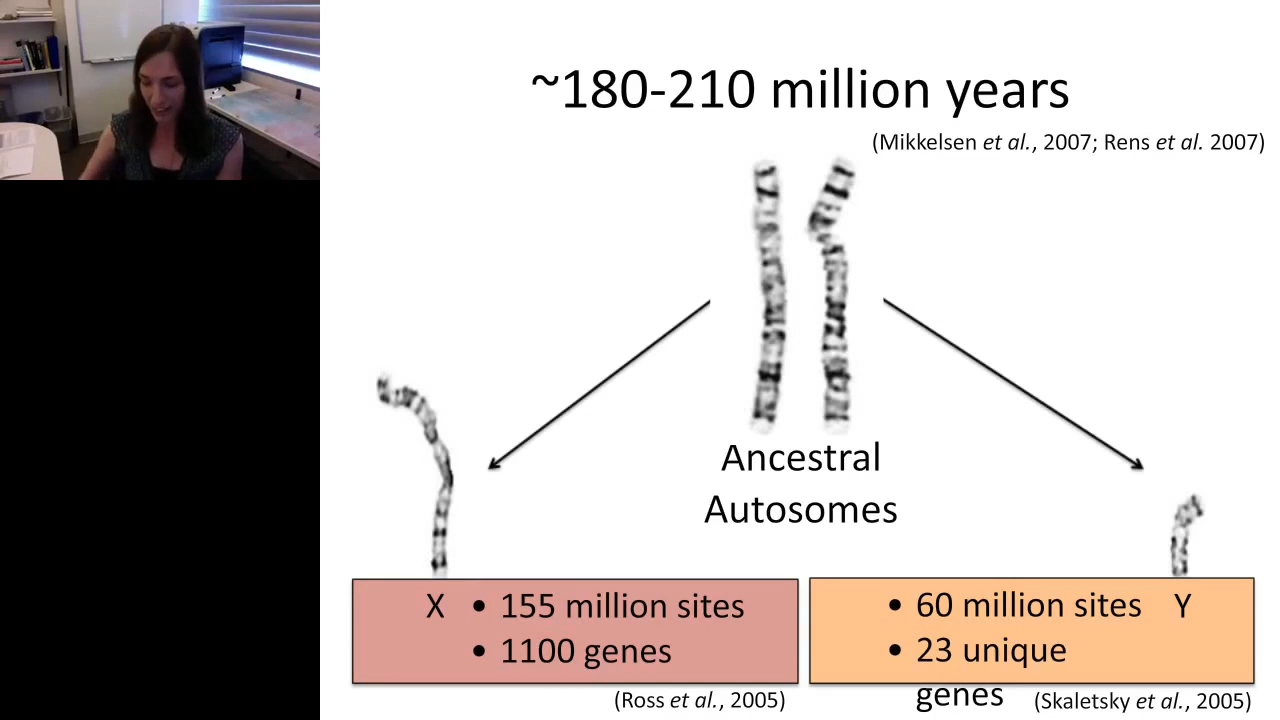 ~180-210 million years
(Mikkelsen et al., 2007; Rens et al. 2007)
Ancestral
Autosomes
X • 155 million sites
• 1100 genes
(Ross et al., 2005)
• 60 million sites Y
• 23 unique
genes
(Skaletsky et al., 2005)